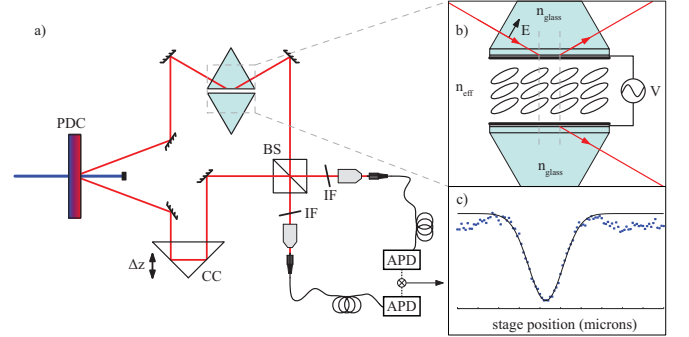 a)
PDC
Δz
CC
BS
IF
IF
APD
APD
b)
n_glass
E
n_eff
V
n_glass
c)
stage position (microns)